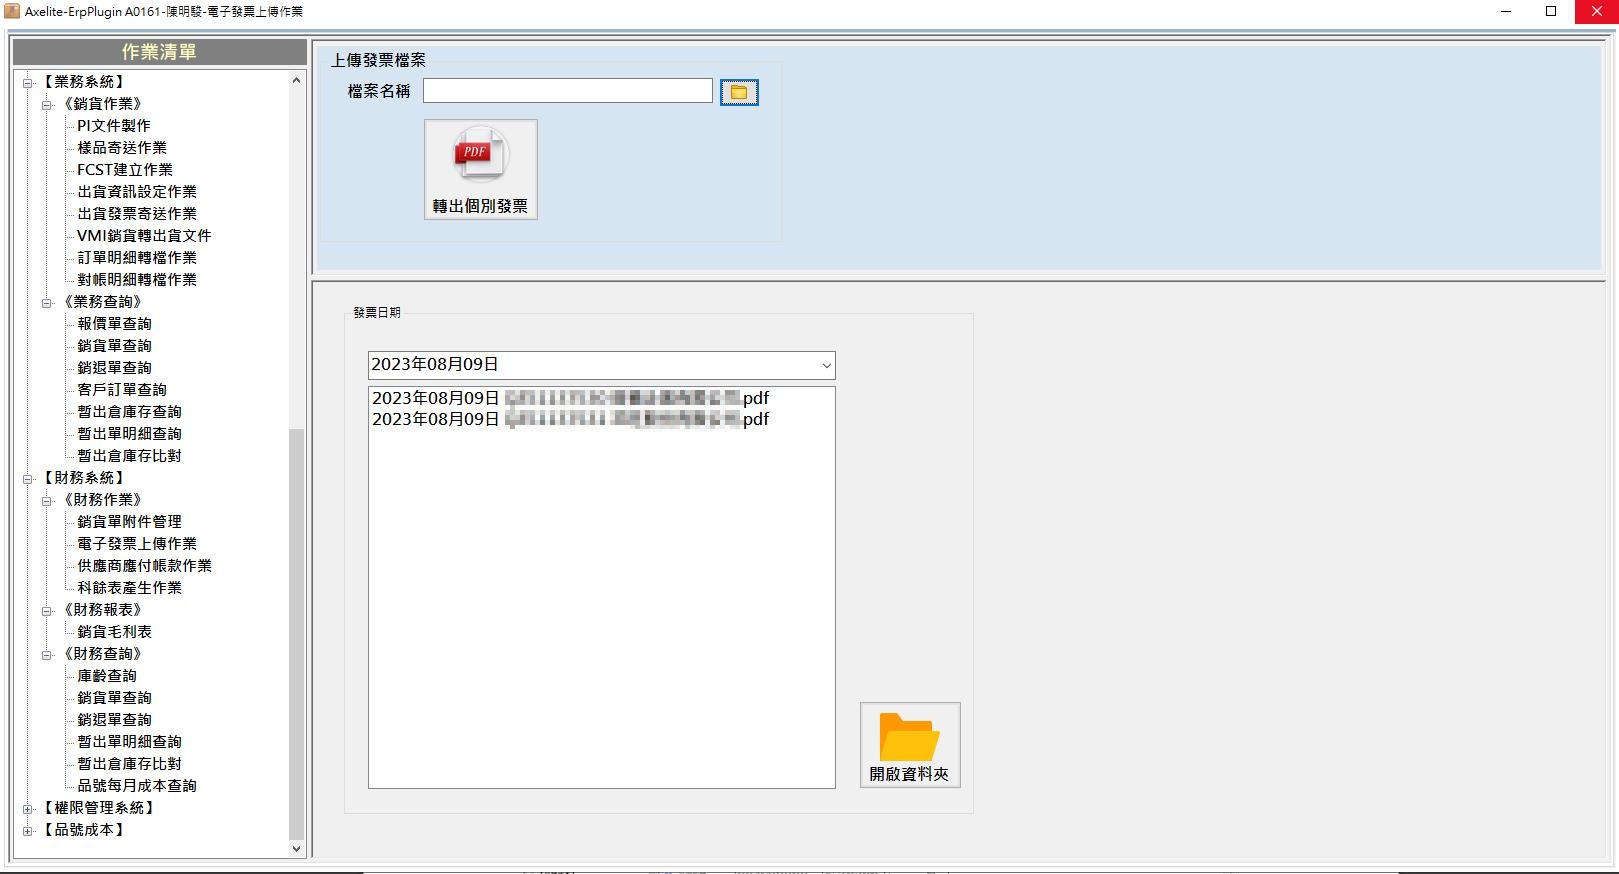 Axelite-ErpPlugin A0161-陳明駿-電子發票上傳作業
作業清單
【業務系統】
《銷貨作業》
PI文件製作
樣品寄送作業
FCST建立作業
出貨資訊設定作業
出貨發票寄送作業
VMI銷貨轉出貨文件
訂單明細轉檔作業
對帳明細轉檔作業
《業務查詢》
報價單查詢
銷貨單查詢
銷退單查詢
客戶訂單查詢
暫出倉庫存查詢
暫出單明細查詢
暫出倉庫存比對
【財務系統】
《財務作業》
銷貨單附件管理
電子發票上傳作業
供應商應付帳款作業
科餘表產生作業
《財務報表》
銷貨毛利表
《財務查詢》
庫齡查詢
銷貨單查詢
銷退單查詢
暫出單明細查詢
暫出倉庫存比對
品號每月成本查詢
【權限管理系統】
【品號成本】
上傳發票檔案
檔案名稱
PDF
轉出個別發票
發票日期
2023年08月09日
2023年08月09日 .pdf
2023年08月09日 .pdf
開啟資料夾